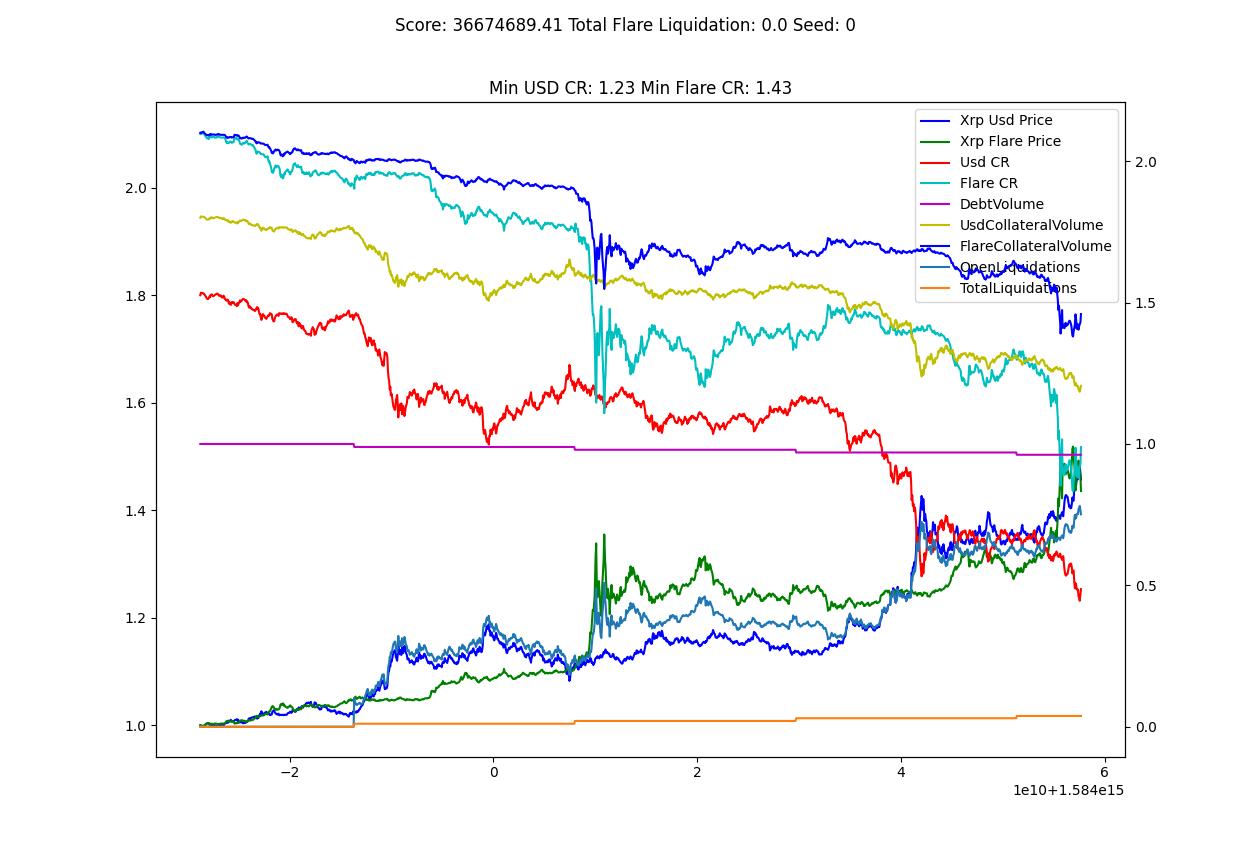 Score: 36674689.41 Total Flare Liquidation: 0.0 Seed: 0
Min USD CR: 1.23 Min Flare CR: 1.43
Xrp Usd Price
Xrp Flare Price
Usd CR
Flare CR
DebtVolume
UsdCollateralVolume
FlareCollateralVolume
OpenLiquidations
TotalLiquidations
2.0
1.8
1.6
1.4
1.2
1.0
2.0
1.5
1.0
0.5
0.0
−2
0
2
4
6
1e10+1.584e15